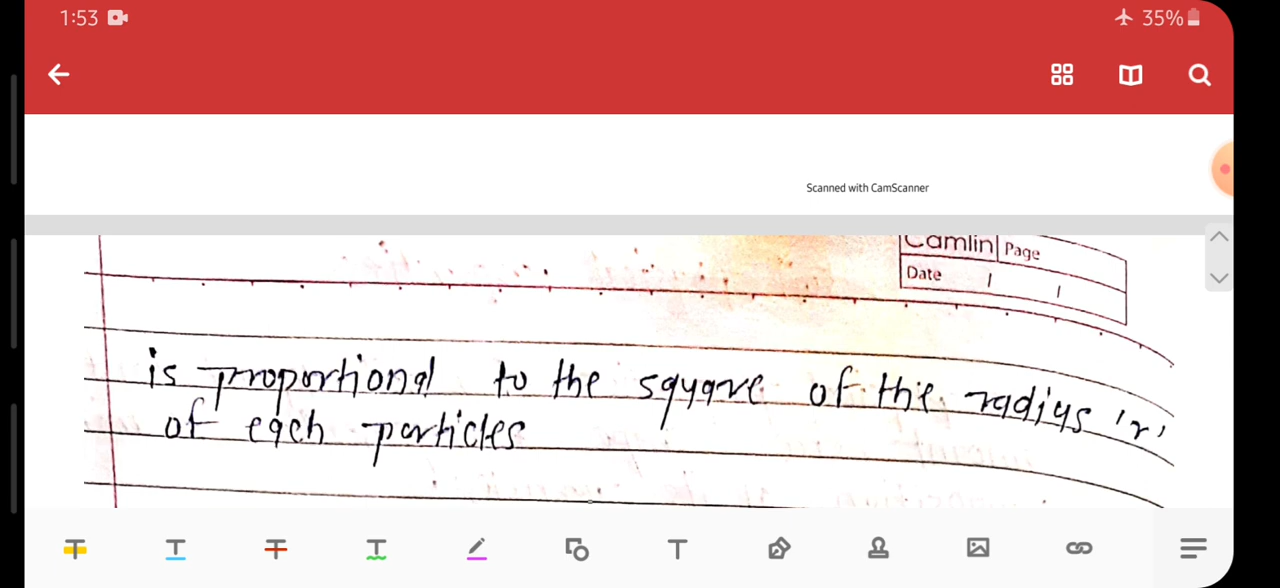 1:53
35%
Scanned with CamScanner
Camlin Page
Date / /
is proportional to the square of the radius 'r'
of each particles